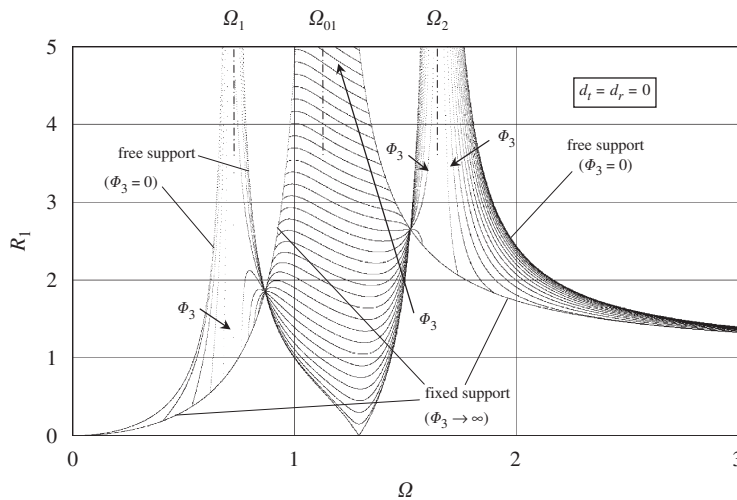 Ω₁ Ω₀₁ Ω₂
5
dₜ = dᵣ = 0
4
Φ₃ Φ₃
free support
(Φ₃ = 0)
free support
(Φ₃ = 0)
3
R₁
2
Φ₃
Φ₃
1
fixed support
(Φ₃ → ∞)
0
0 1 2 3
Ω